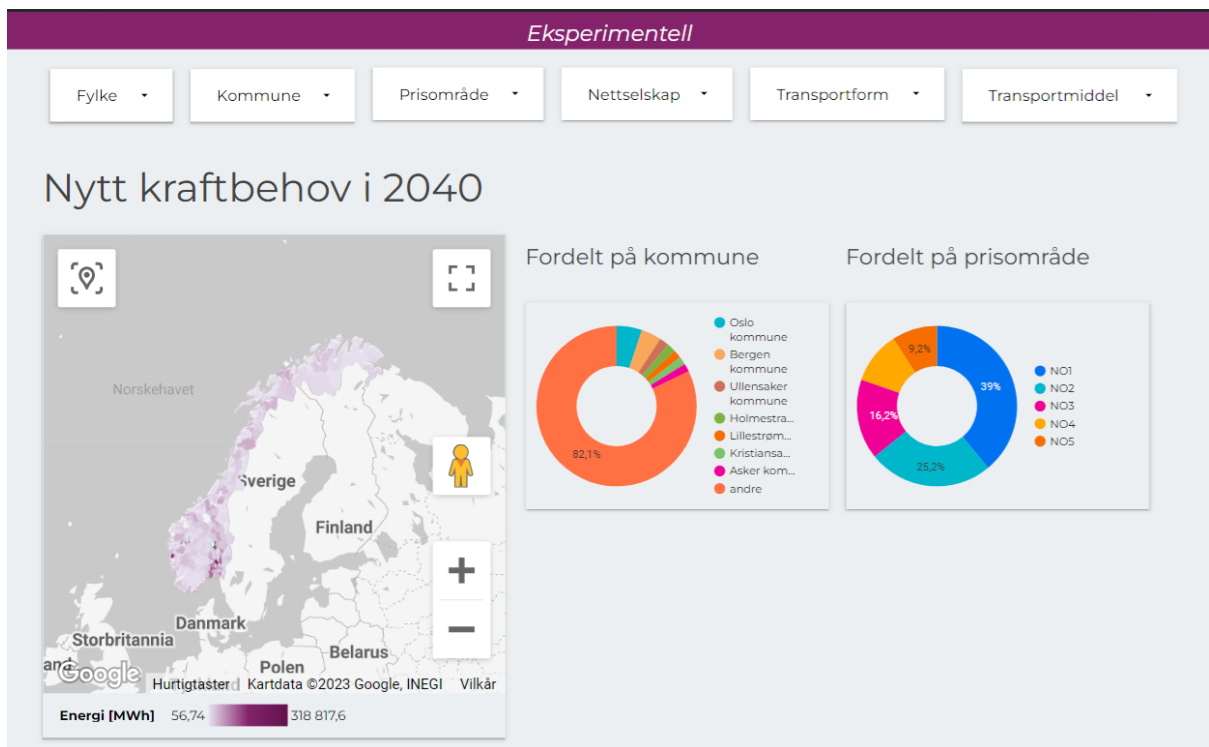 Eksperimentell
Fylke
Kommune
Prisområde
Nettselskap
Transportform
Transportmiddel
Nytt kraftbehov i 2040
Norskehavet
Sverige
Finland
Danmark
Storbritannia
Belarus
Polen
Google
Hurtigtaster
Kartdata ©2023 Google, INEGI
Vilkår
Energi [MWh] 56,74 318 817,6
Fordelt på kommune
82,1%
Oslo
kommune
Bergen
kommune
Ullensaker
kommune
Holmestra...
Lillestrøm...
Kristiansa...
Asker kom...
andre
Fordelt på prisområde
9,2%
39%
16,2%
25,2%
NO1
NO2
NO3
NO4
NO5